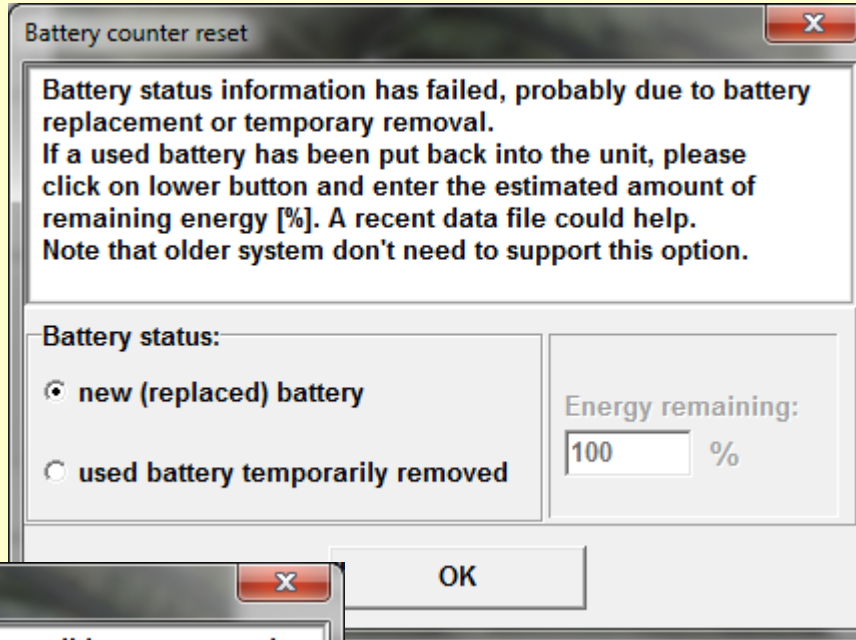 Battery counter reset
Battery status information has failed, probably due to battery
replacement or temporary removal.
If a used battery has been put back into the unit, please
click on lower button and enter the estimated amount of
remaining energy [%]. A recent data file could help.
Note that older system don't need to support this option.
Battery status:
new (replaced) battery
used battery temporarily removed
Energy remaining:
100 %
OK